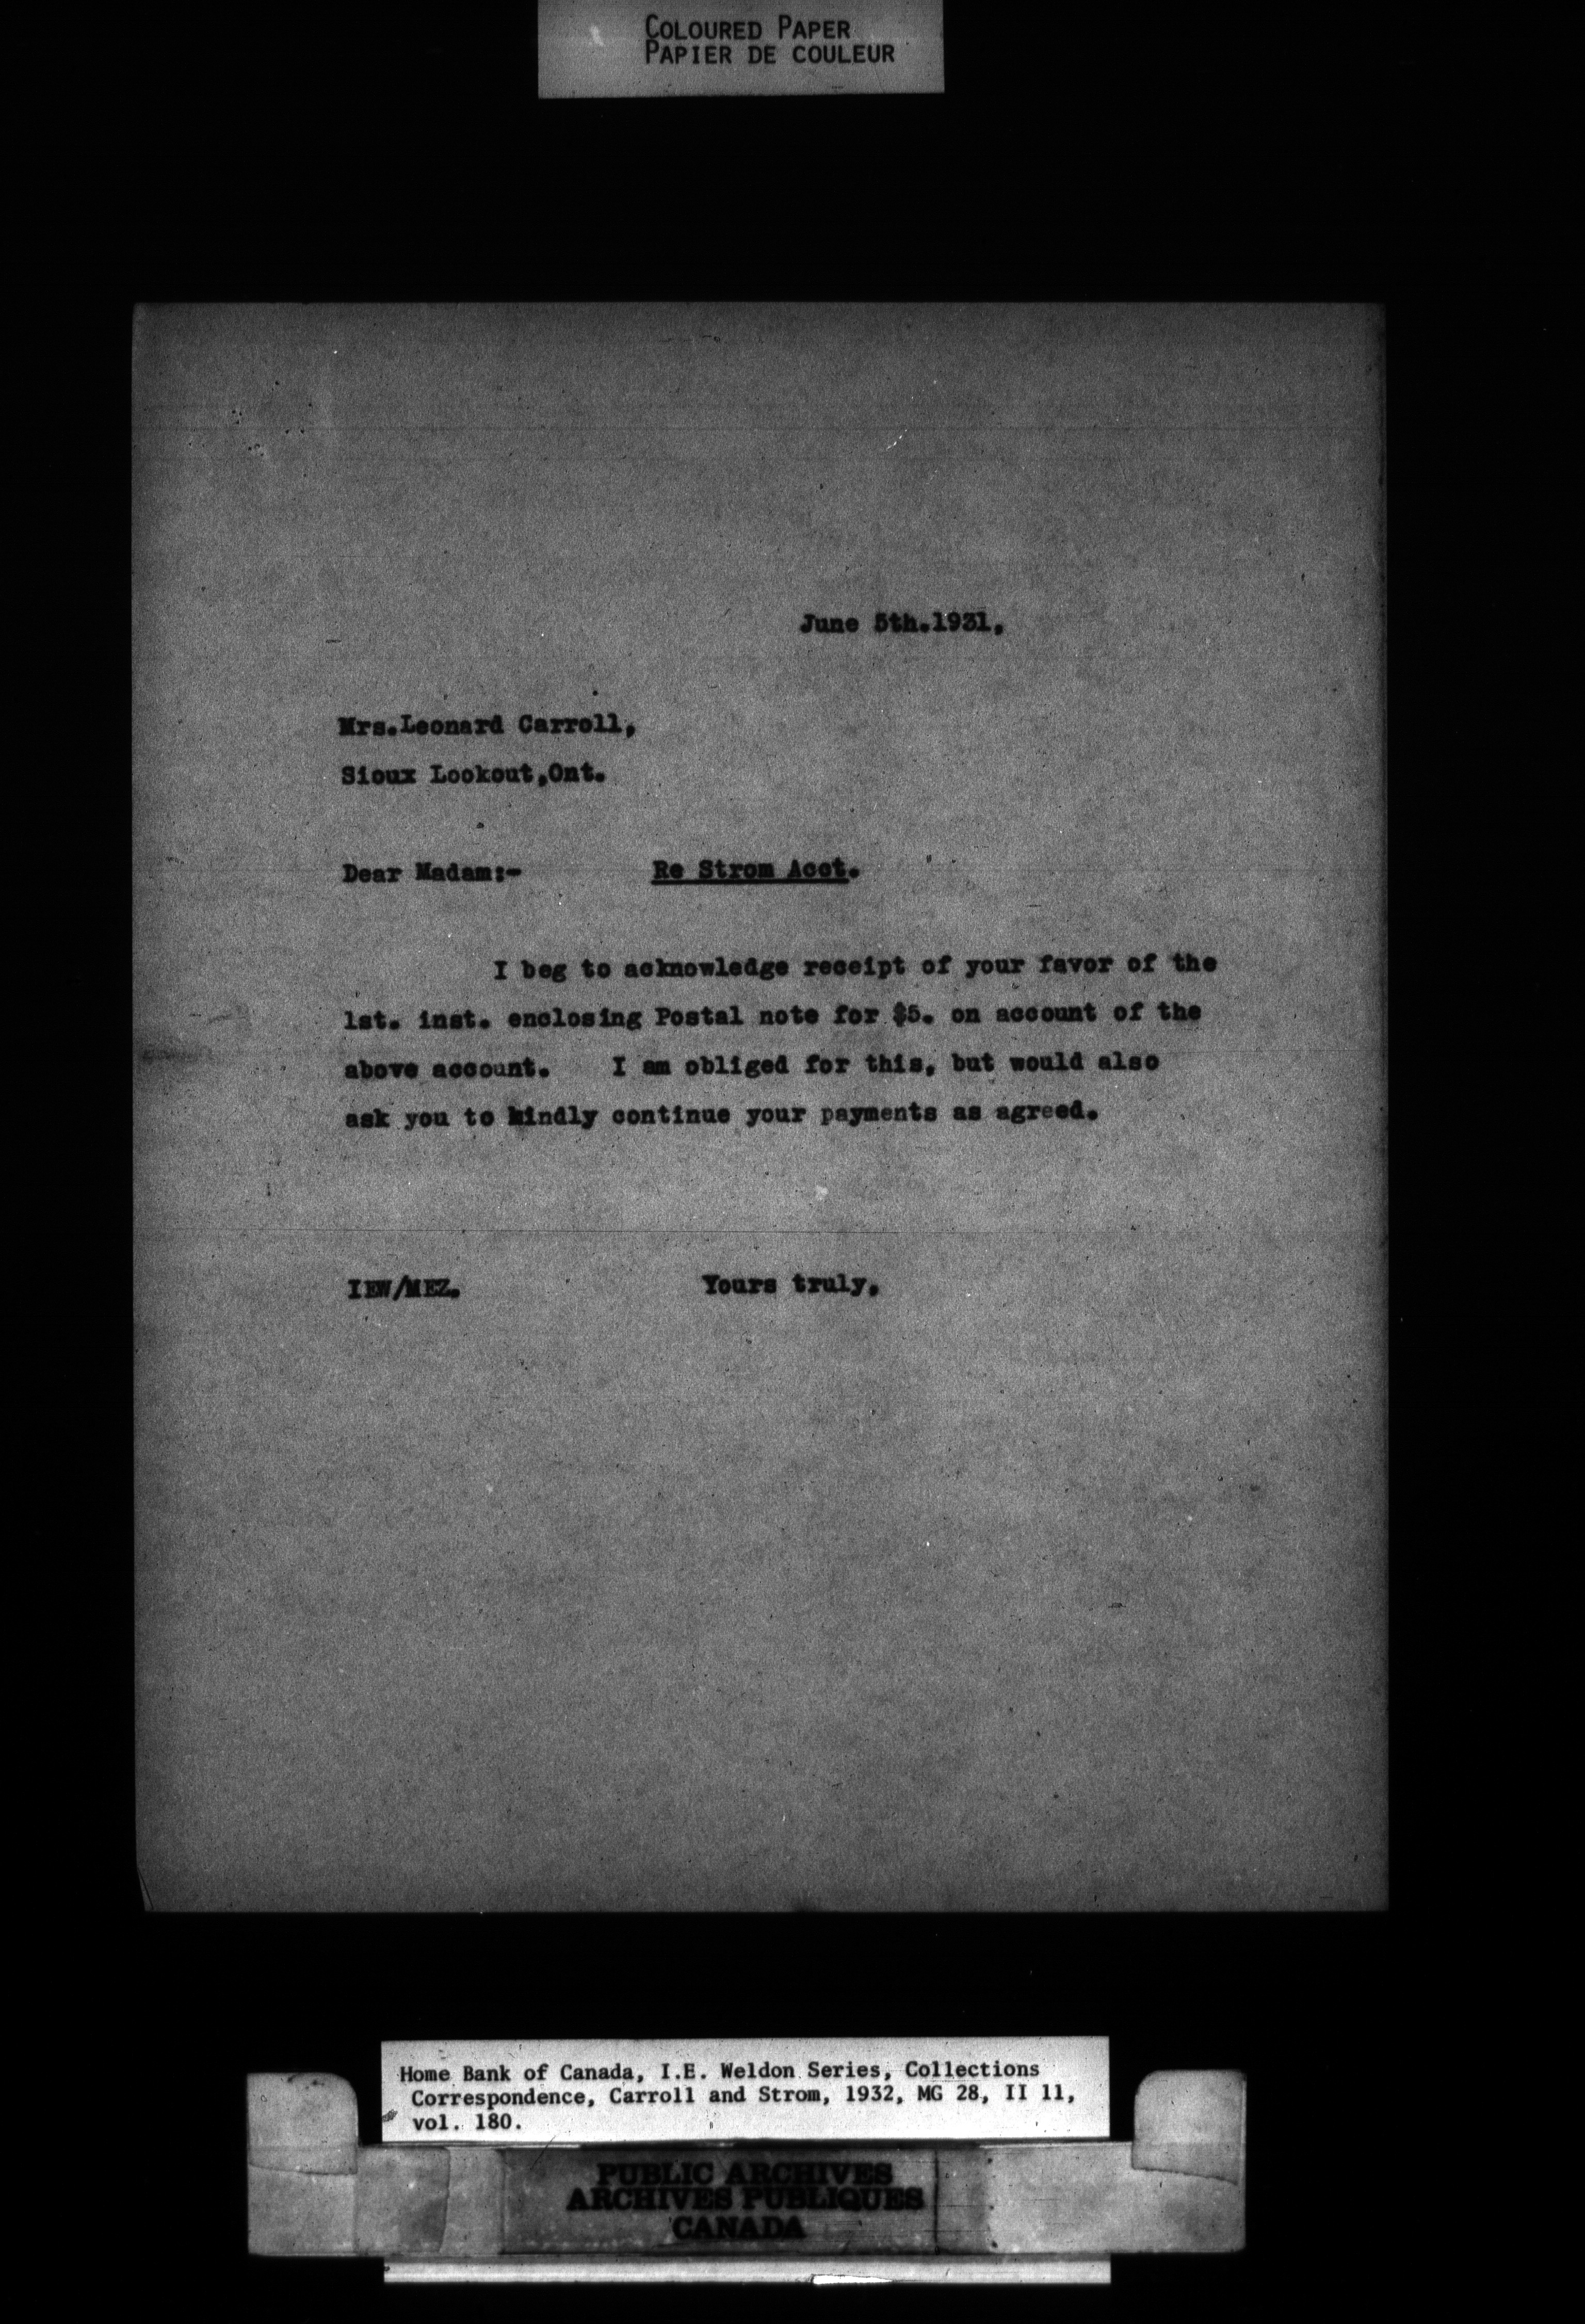 COLOURED PAPER
PAPIER DE COULEUR
June 5th.1931.
Mrs.Leonard Carroll,
Sioux Lookout,Ont.
Dear Madam:- Re Strom Acct.
I beg to acknowledge receipt of your favor of the
1st. inst. enclosing Postal note for $5. on account of the
above account. I am obliged for this, but would also
ask you to kindly continue your payments as agreed.
IEW/MEZ. Yours truly,
Home Bank of Canada, I.E. Weldon Series, Collections
Correspondence, Carroll and Strom, 1932, MG 28, II 11,
vol. 180.
PUBLIC ARCHIVES
ARCHIVES PUBLIQUES
CANADA